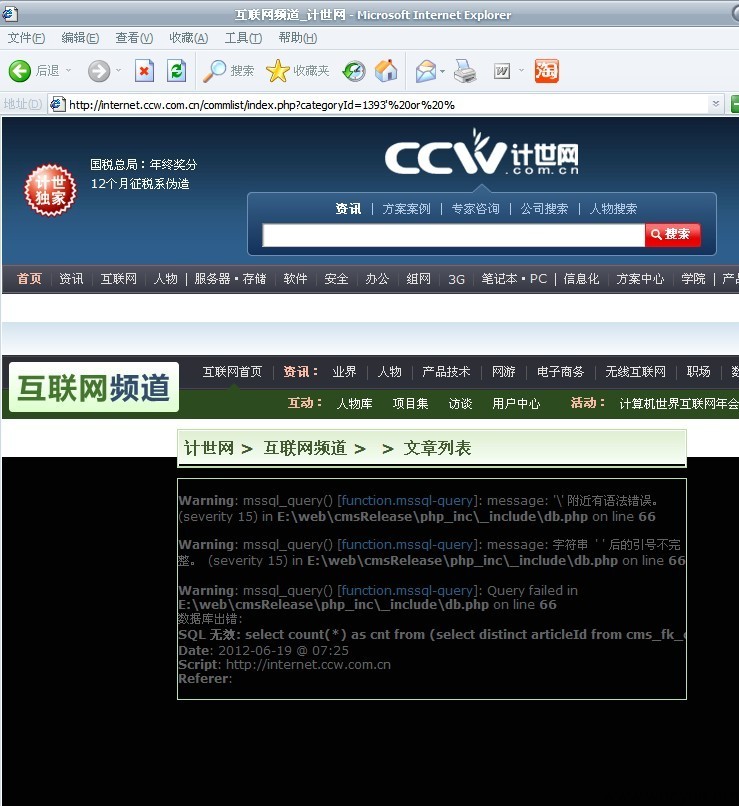 互联网频道_计世网 - Microsoft Internet Explorer
文件(F) 编辑(E) 查看(V) 收藏(A) 工具(T) 帮助(H)
后退 搜索 收藏夹 W 淘
地址(D) http://internet.ccw.com.cn/commlist/index.php?categoryId=1393'%20or%20%
计世
独家
国税总局：年终奖分
12个月征税系伪造
CCW 计世网
.com.cn
资讯 | 方案案例 | 专家咨询 | 公司搜索 | 人物搜索
搜索
首页 资讯 互联网 人物 | 服务器·存储 软件 安全 办公 组网 3G 笔记本·PC | 信息化 方案中心 学院 | 产品
互联网频道
互联网首页 资讯： 业界 | 人物 | 产品技术 | 网游 | 电子商务 | 无线互联网 | 职场 |
互动： 人物库 项目集 访谈 用户中心 活动： 计算机世界互联网年会
计世网 > 互联网频道 > > 文章列表
Warning: mssql_query() [function.mssql-query]: message: '\' 附近有语法错误。
(severity 15) in E:\web\cmsRelease\php_inc\_include\db.php on line 66
Warning: mssql_query() [function.mssql-query]: message: 字符串 ' ' 后的引号不完
整。 (severity 15) in E:\web\cmsRelease\php_inc\_include\db.php on line 66
Warning: mssql_query() [function.mssql-query]: Query failed in
E:\web\cmsRelease\php_inc\_include\db.php on line 66
数据库出错:
SQL 无效: select count(*) as cnt from (select distinct articleId from cms_fk_
Date: 2012-06-19 @ 07:25
Script: http://internet.ccw.com.cn
Referer: